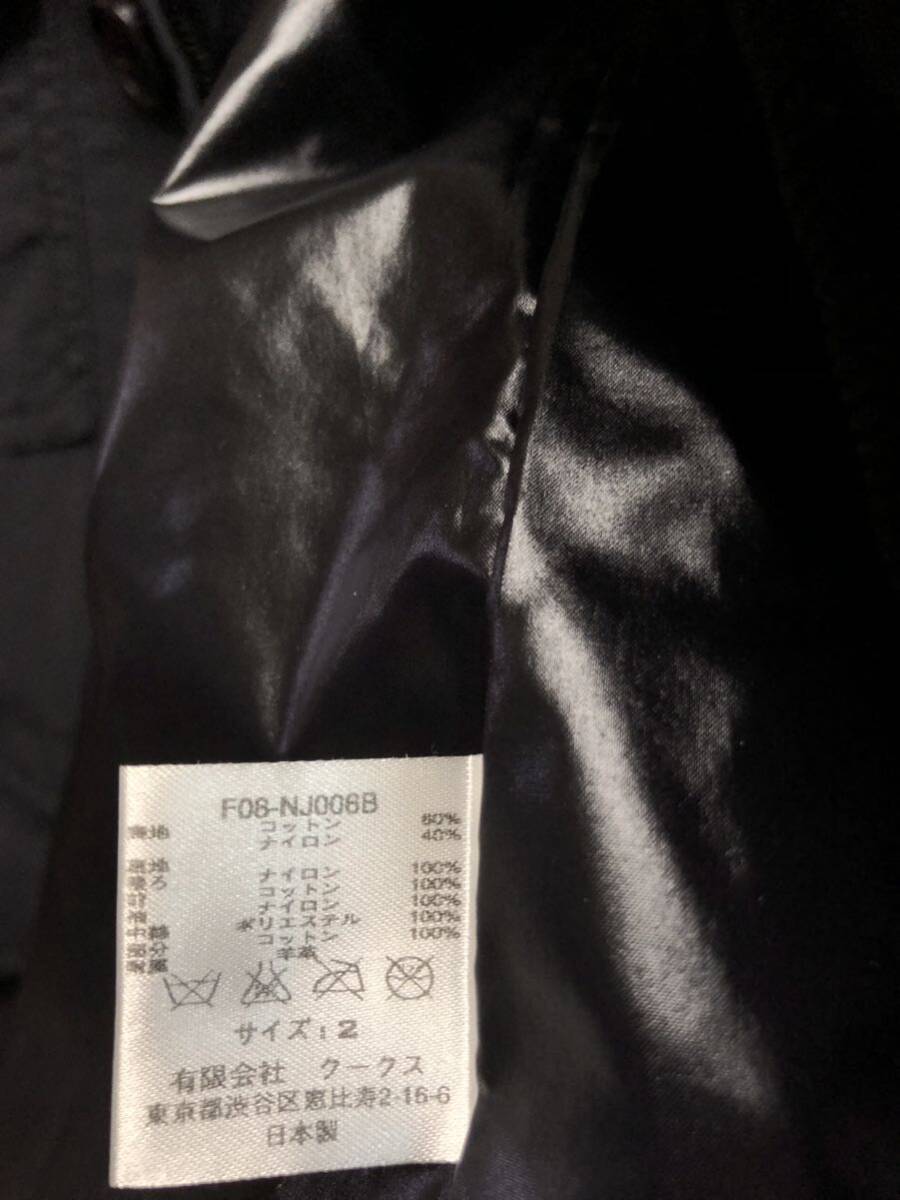 F08-NJ006B
表地 コットン 60%
ナイロン 40%
ナイロン 100%
コットン 100%
ナイロン 100%
ポリエステル 100%
コットン 100%
羊革
サイズ:2
有限会社 クークス
東京都渋谷区恵比寿2-16-6
日本製